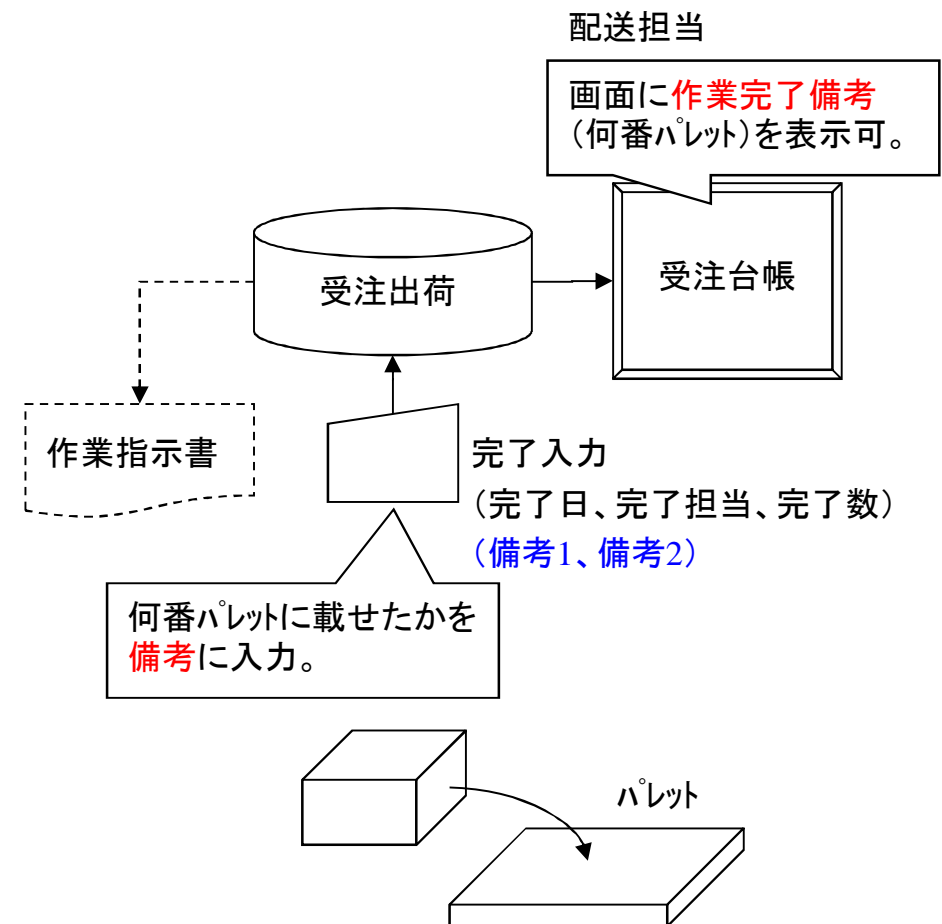 配送担当
画面に作業完了備考
（何番ﾊﾟﾚｯﾄ）を表示可。
受注出荷
受注台帳
作業指示書
完了入力
（完了日、完了担当、完了数）
（備考1、備考2）
何番ﾊﾟﾚｯﾄに載せたかを
備考に入力。
ﾊﾟﾚｯﾄ